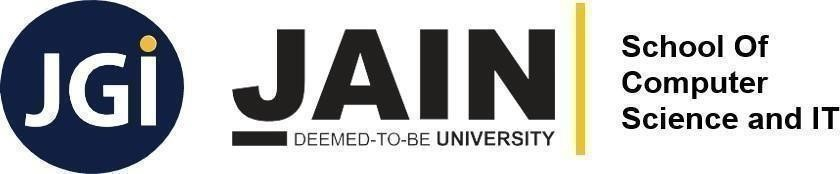 JGi
JAIN
DEEMED-TO-BE UNIVERSITY
School Of
Computer
Science and IT